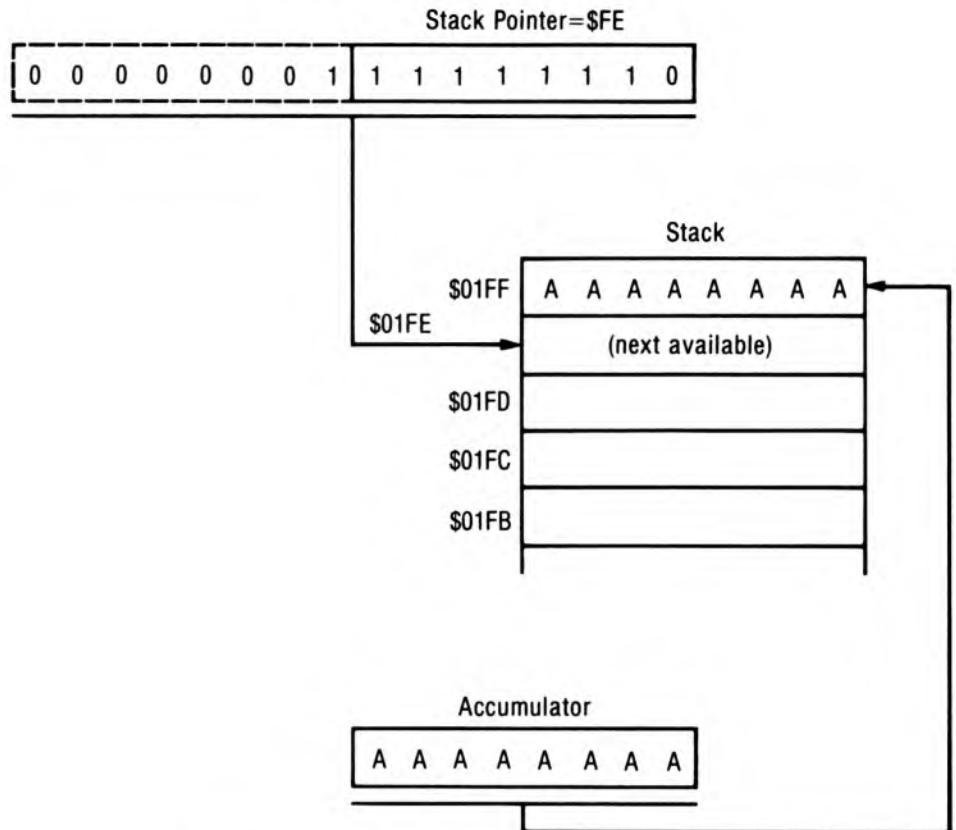 Stack Pointer=$FE
0 0 0 0 0 0 0 1 1 1 1 1 1 1 1 0
Stack
$01FF A A A A A A A A
$01FE (next available)
$01FD
$01FC
$01FB
Accumulator
A A A A A A A A